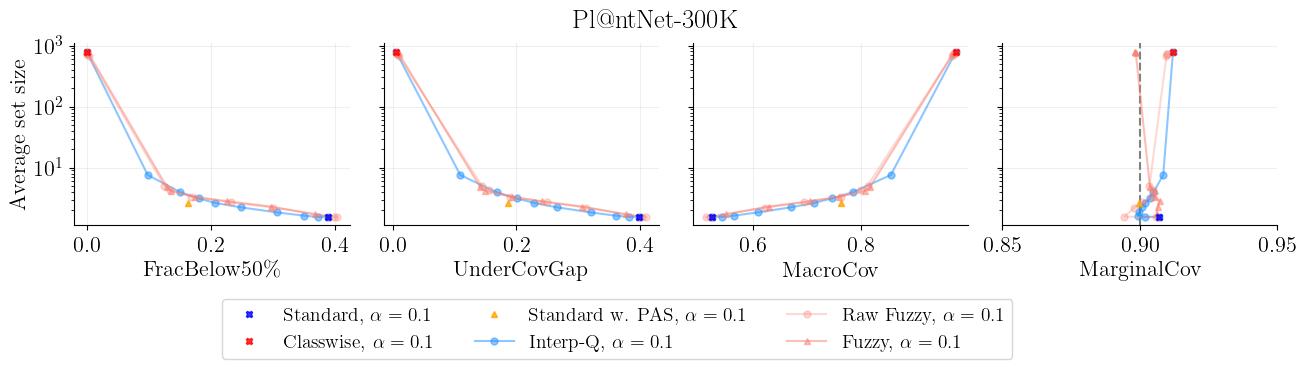 Pl@ntNet-300K
Average set size
10³
10²
10¹
0.0 0.2 0.4
FracBelow50%
0.0 0.2 0.4
UnderCovGap
0.6 0.8
MacroCov
0.85 0.90 0.95
MarginalCov
Standard, α = 0.1
Classwise, α = 0.1
Standard w. PAS, α = 0.1
Interp-Q, α = 0.1
Raw Fuzzy, α = 0.1
Fuzzy, α = 0.1